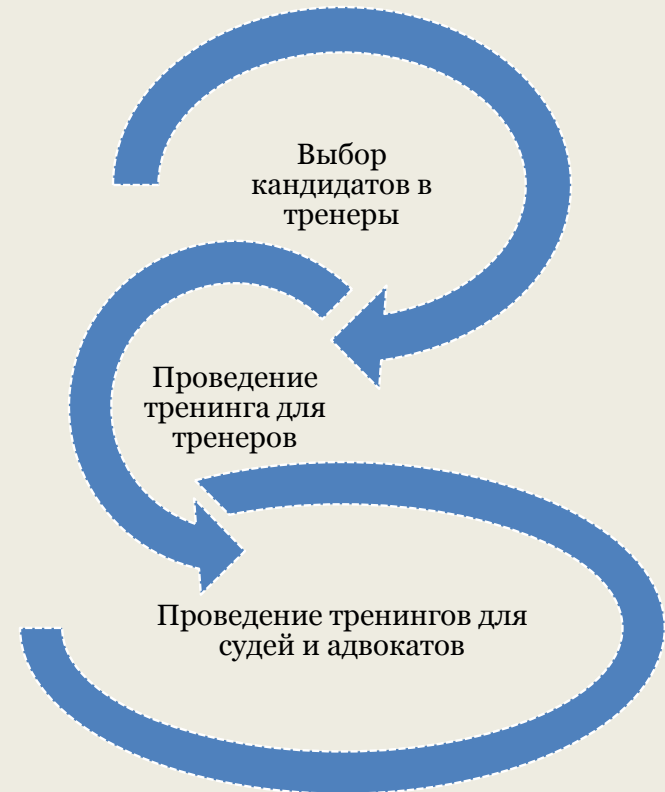 Выбор
кандидатов в
тренеры
Проведение
тренинга для
тренеров
Проведение тренингов для
судей и адвокатов